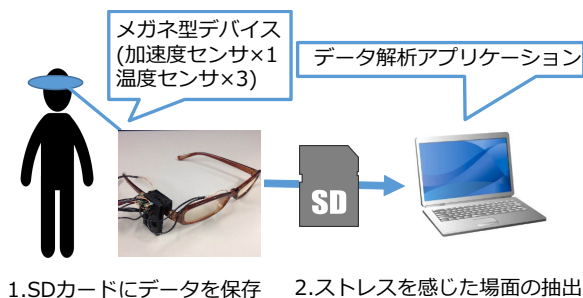 メガネ型デバイス
(加速度センサ×1
温度センサ×3)
データ解析アプリケーション
SD
1.SDカードにデータを保存
2.ストレスを感じた場面の抽出